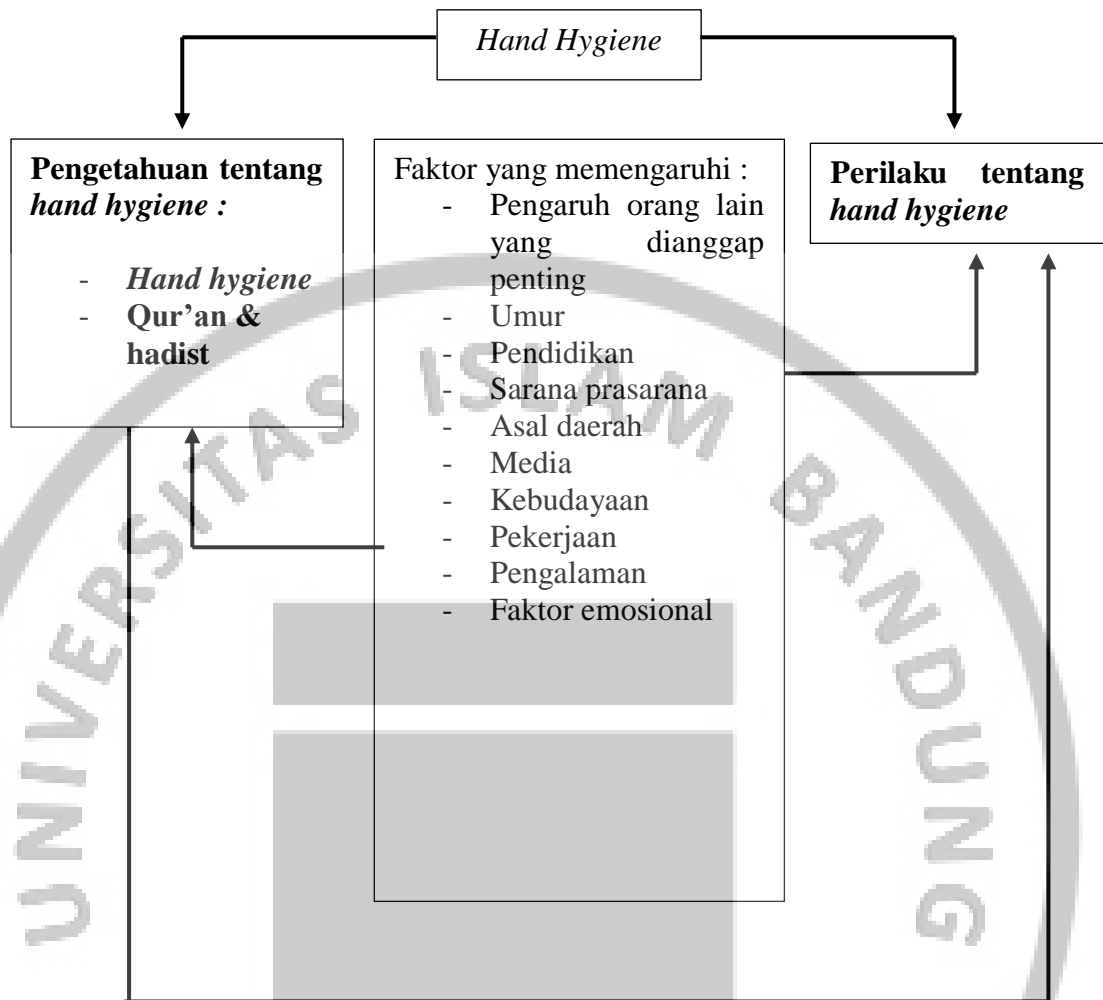 Hand Hygiene
Pengetahuan tentang
hand hygiene :
- Hand hygiene
- Qur’an &
hadist
Faktor yang memengaruhi :
- Pengaruh orang lain
yang dianggap
penting
- Umur
- Pendidikan
- Sarana prasarana
- Asal daerah
- Media
- Kebudayaan
- Pekerjaan
- Pengalaman
- Faktor emosional
Perilaku tentang
hand hygiene
UNIVERSITAS ISLAM BANDUNG